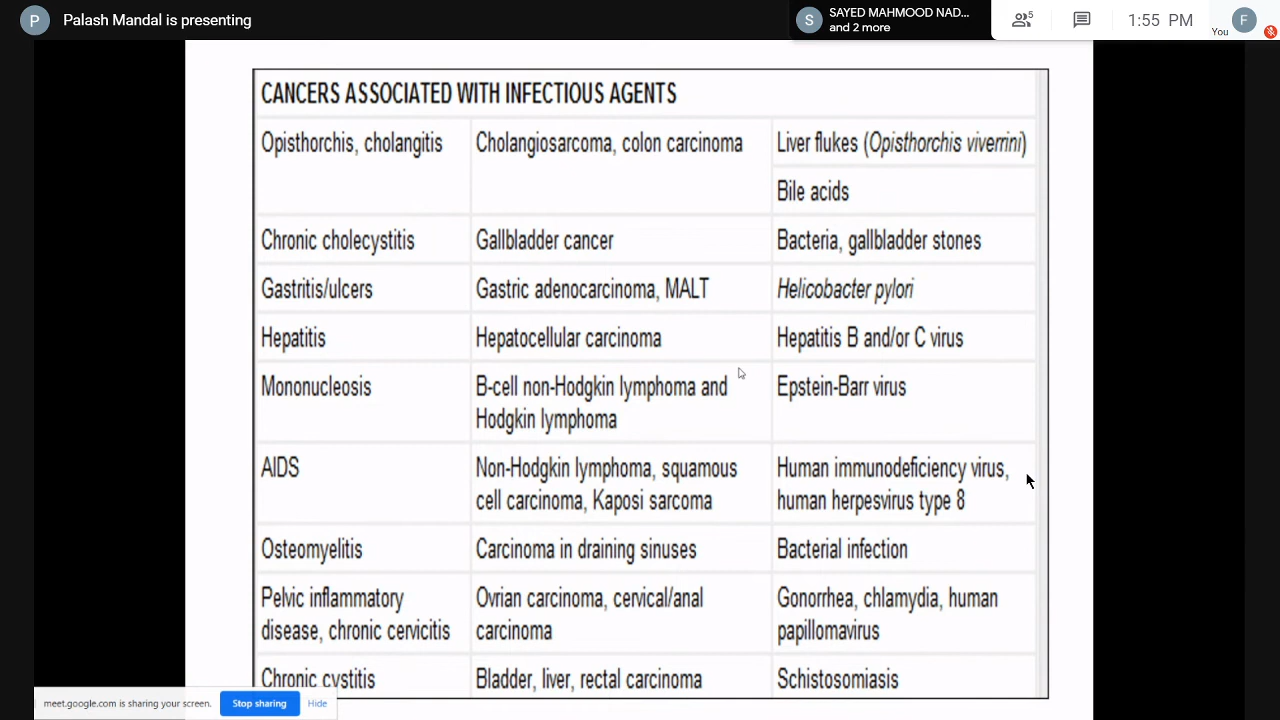 P Palash Mandal is presenting
S SAYED MAHMOOD NAD...
and 2 more
5
1:55 PM
You F
CANCERS ASSOCIATED WITH INFECTIOUS AGENTS
Opisthorchis, cholangitis Cholangiosarcoma, colon carcinoma Liver flukes (Opisthorchis viverrini)
Bile acids
Chronic cholecystitis Gallbladder cancer Bacteria, gallbladder stones
Gastritis/ulcers Gastric adenocarcinoma, MALT Helicobacter pylori
Hepatitis Hepatocellular carcinoma Hepatitis B and/or C virus
Mononucleosis B-cell non-Hodgkin lymphoma and Epstein-Barr virus
Hodgkin lymphoma
AIDS Non-Hodgkin lymphoma, squamous Human immunodeficiency virus,
cell carcinoma, Kaposi sarcoma human herpesvirus type 8
Osteomyelitis Carcinoma in draining sinuses Bacterial infection
Pelvic inflammatory Ovrian carcinoma, cervical/anal Gonorrhea, chlamydia, human
disease, chronic cervicitis carcinoma papillomavirus
Chronic cystitis Bladder, liver, rectal carcinoma Schistosomiasis
meet.google.com is sharing your screen. Stop sharing Hide